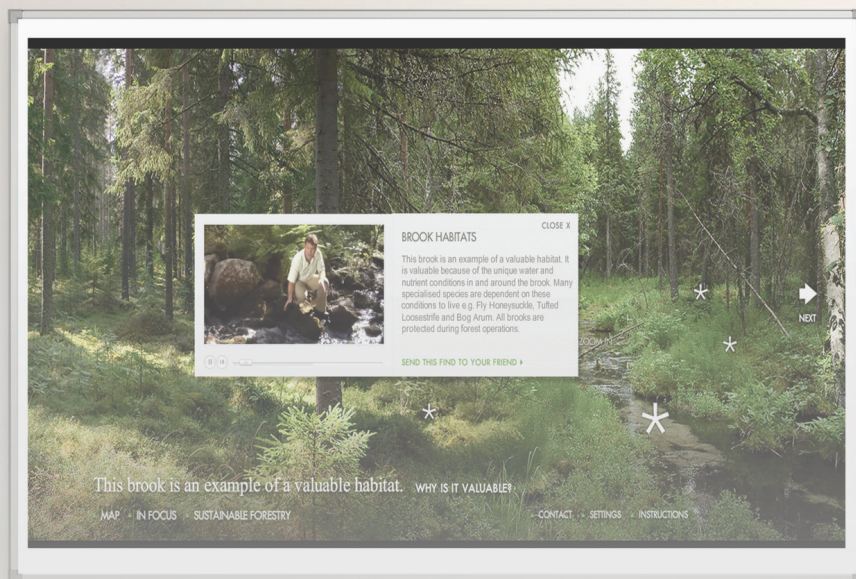 CLOSE X
BROOK HABITATS
This brook is an example of a valuable habitat. It
is valuable because of the unique water and
nutrient conditions in and around the brook. Many
specialised species are dependent on these
conditions to live e.g. Fly Honeysuckle, Tufted
Loosestrife and Bog Arum. All brooks are
protected during forest operations.
SEND THIS FIND TO YOUR FRIEND
NEXT
ZOOM IN
This brook is an example of a valuable habitat. WHY IS IT VALUABLE?
MAP IN FOCUS SUSTAINABLE FORESTRY CONTACT SETTINGS INSTRUCTIONS